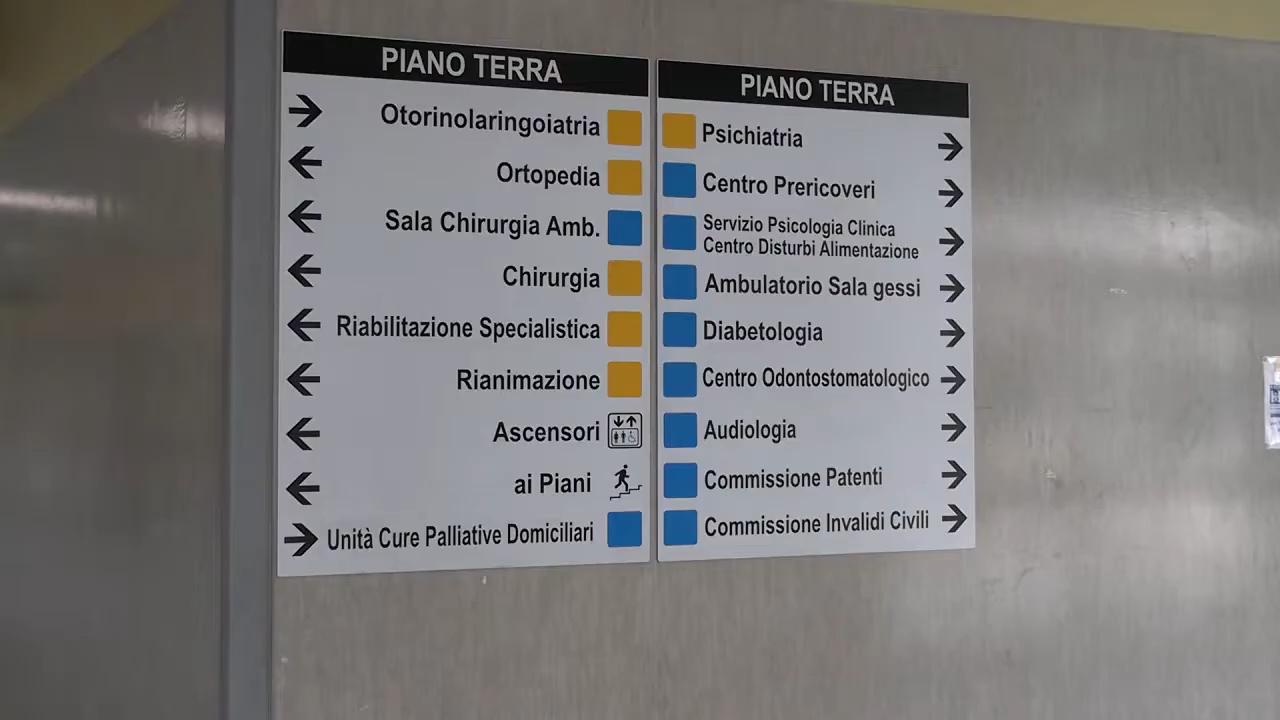 PIANO TERRA
Otorinolaringoiatria
Ortopedia
Sala Chirurgia Amb.
Chirurgia
Riabilitazione Specialistica
Rianimazione
Ascensori
ai Piani
Unità Cure Palliative Domiciliari
PIANO TERRA
Psichiatria
Centro Prericoveri
Servizio Psicologia Clinica
Centro Disturbi Alimentazione
Ambulatorio Sala gessi
Diabetologia
Centro Odontostomatologico
Audiologia
Commissione Patenti
Commissione Invalidi Civili